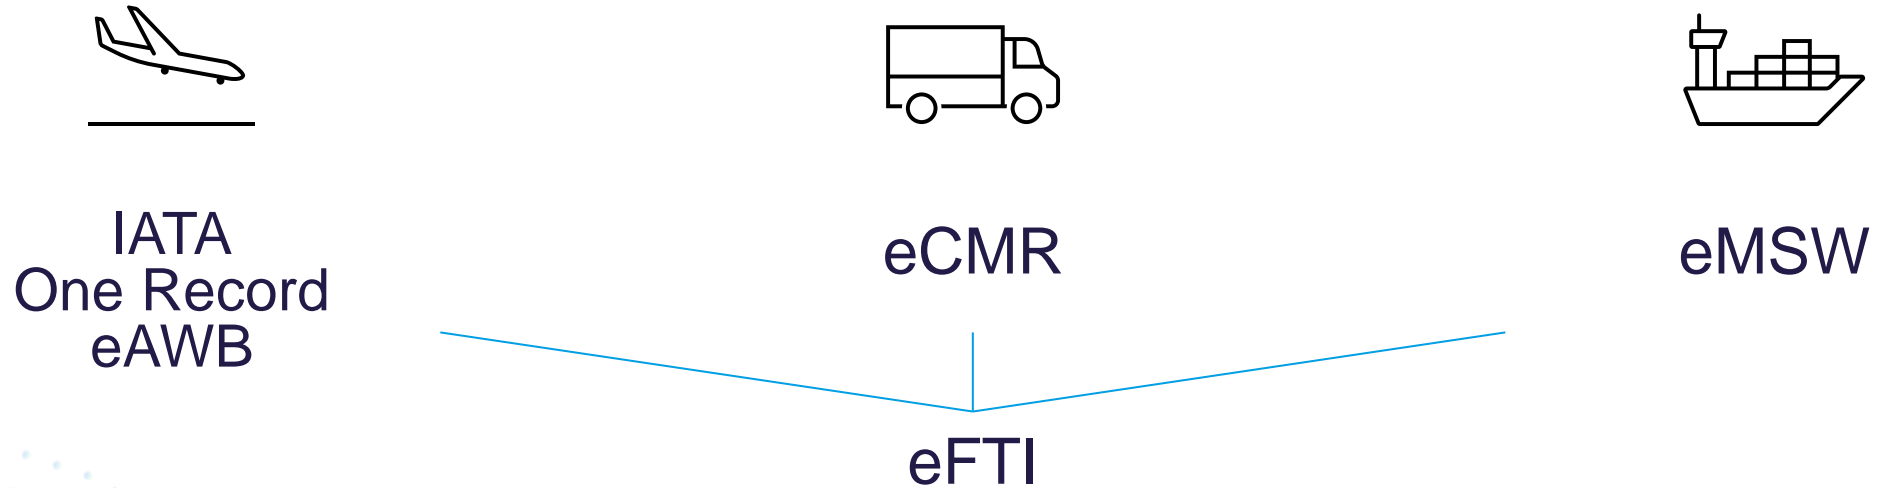 IATA
One Record
eAWB
eCMR
eMSW
eFTI